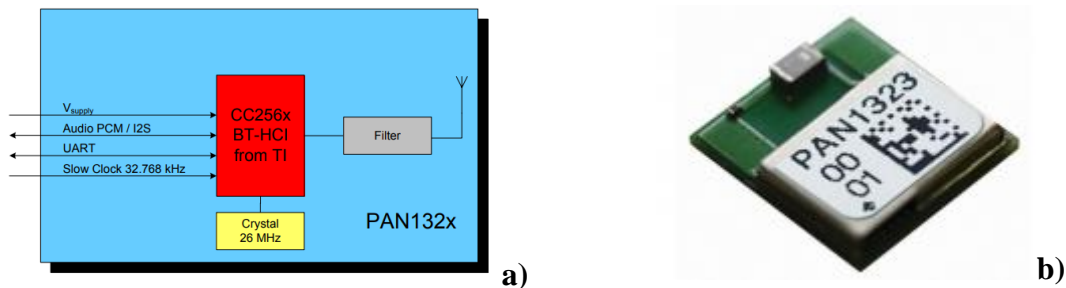 V supply
Audio PCM / I2S
UART
Slow Clock 32.768 kHz
CC256x
BT-HCI
from TI
Filter
Crystal
26 MHz
PAN132x
a)
PAN1323
00
01
b)